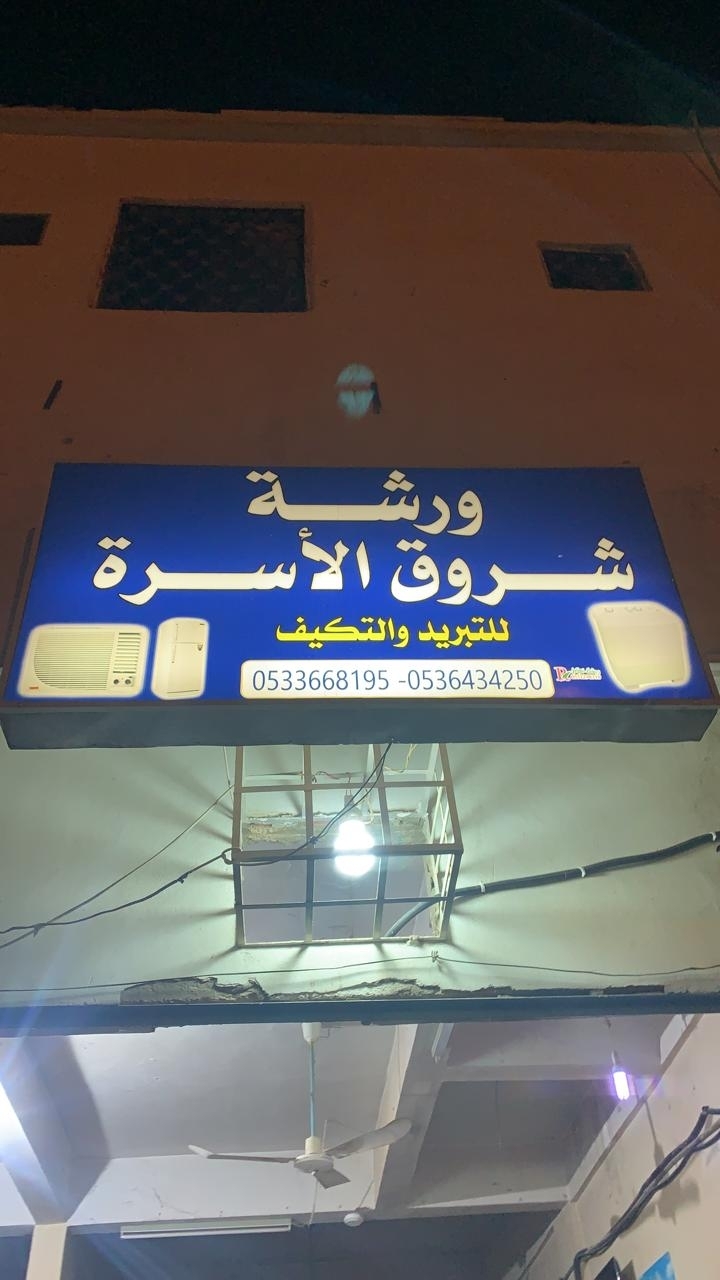 ورشة
شروق الأسرة
للتبريد والتكيف
0533668195 -0536434250